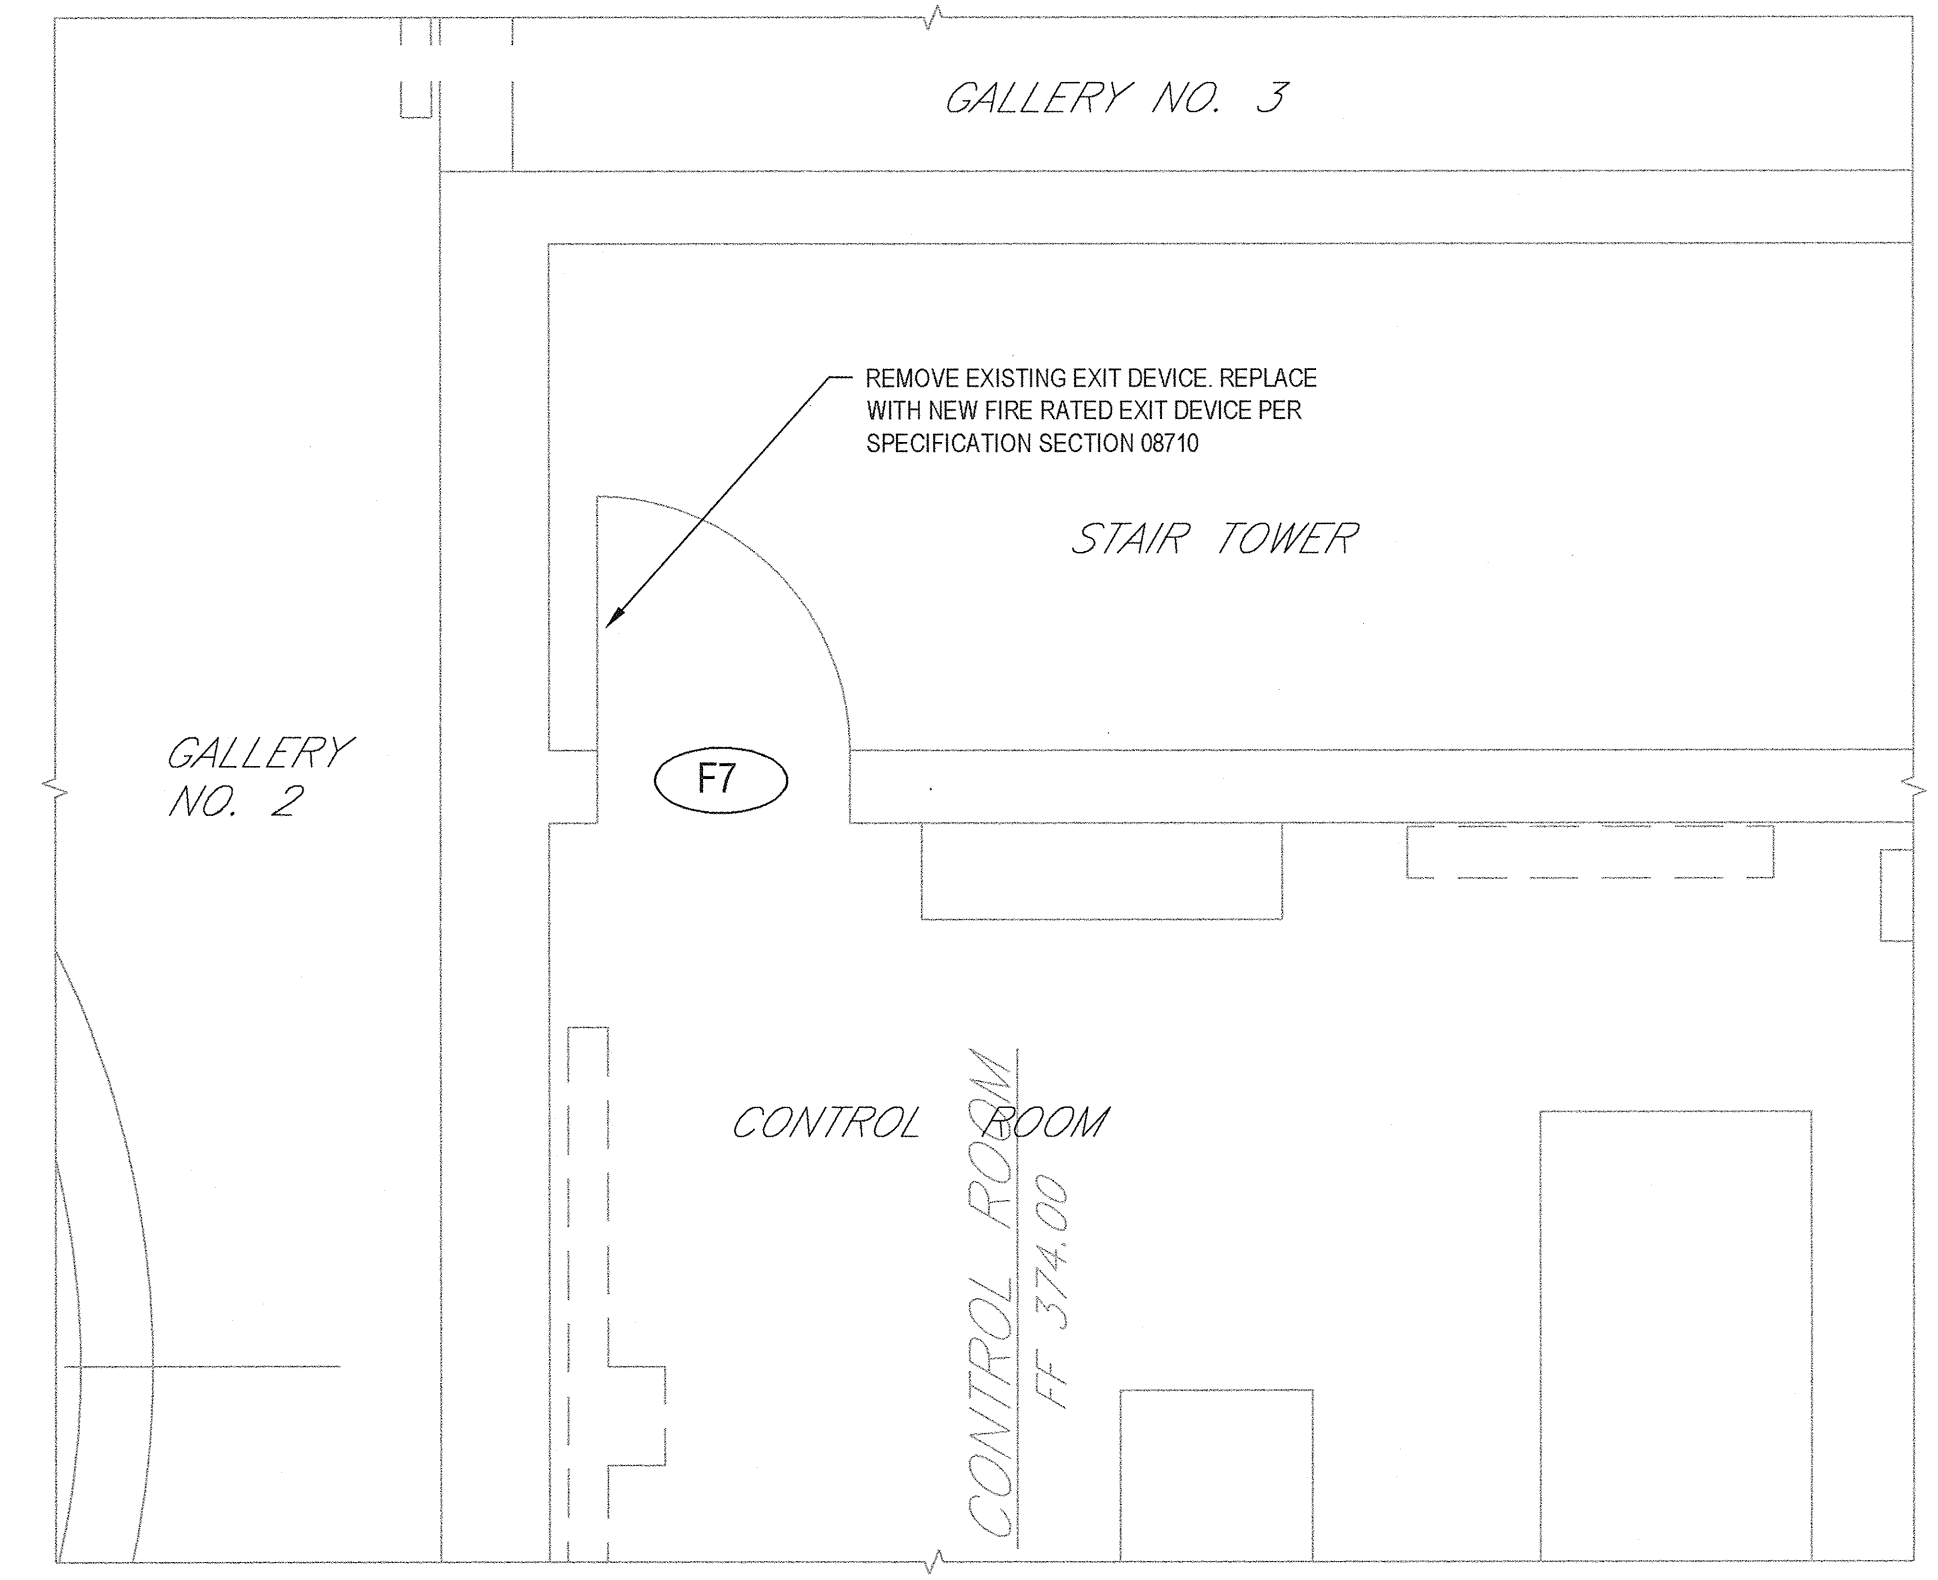 GALLERY NO. 3
REMOVE EXISTING EXIT DEVICE. REPLACE
WITH NEW FIRE RATED EXIT DEVICE PER
SPECIFICATION SECTION 08710
STAIR TOWER
GALLERY
NO. 2
F7
CONTROL ROOM
CONTROL ROOM
FF 374.00